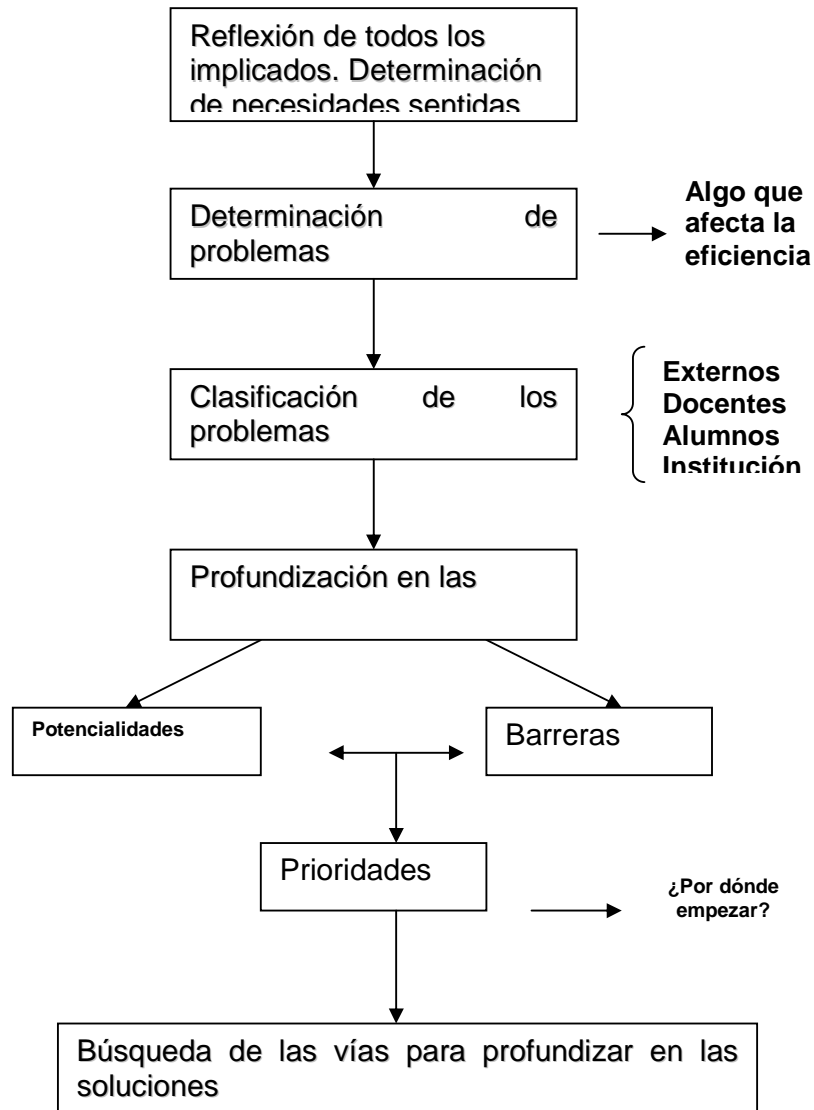 Reflexión de todos los
implicados. Determinación
de necesidades sentidas
Determinación de
problemas
Algo que
afecta la
eficiencia
Clasificación de los
problemas
Externos
Docentes
Alumnos
Institución
Profundización en las
Potencialidades
Barreras
Prioridades
¿Por dónde
empezar?
Búsqueda de las vías para profundizar en las
soluciones